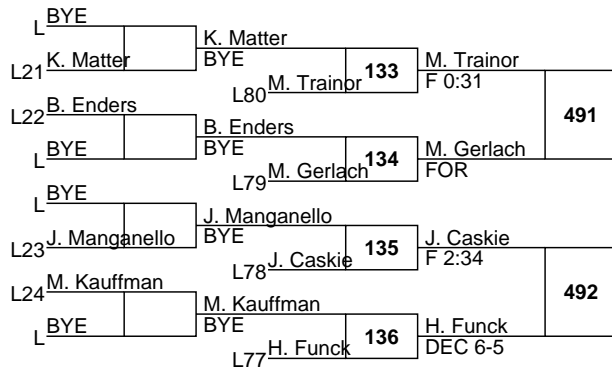 L BYE
K. Matter
BYE
L21 K. Matter
133
M. Trainor
F 0:31
L80 M. Trainor
491
L22 B. Enders
B. Enders
BYE
L BYE
134
M. Gerlach
FOR
L79 M. Gerlach
L BYE
J. Manganello
BYE
L23 J. Manganello
135
J. Caskie
F 2:34
L78 J. Caskie
492
L24 M. Kauffman
M. Kauffman
BYE
L BYE
136
H. Funck
DEC 6-5
L77 H. Funck